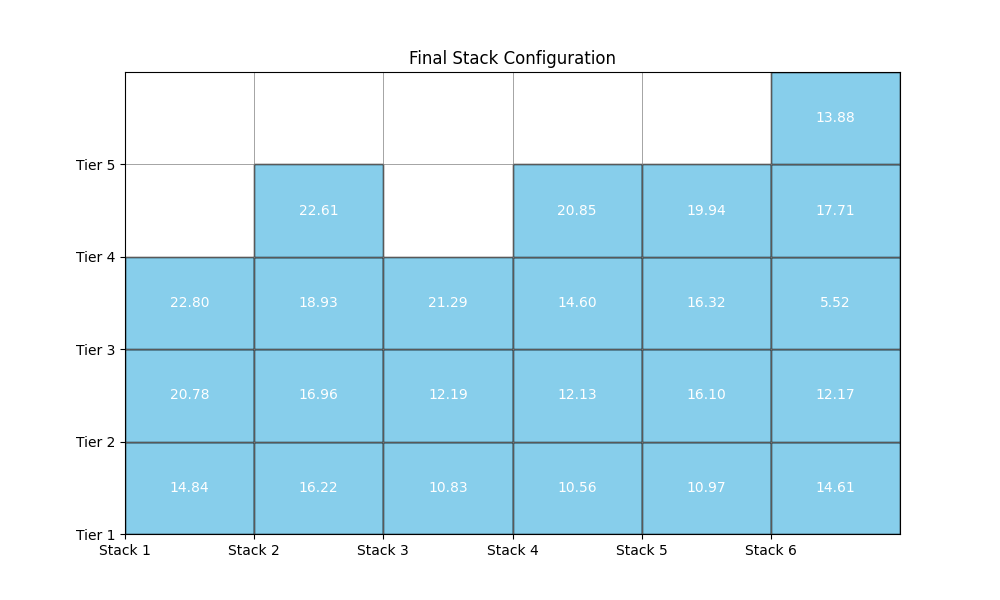 Final Stack Configuration
13.88
Tier 5
22.61 20.85 19.94 17.71
Tier 4
22.80 18.93 21.29 14.60 16.32 5.52
Tier 3
20.78 16.96 12.19 12.13 16.10 12.17
Tier 2
14.84 16.22 10.83 10.56 10.97 14.61
Tier 1
Stack 1 Stack 2 Stack 3 Stack 4 Stack 5 Stack 6